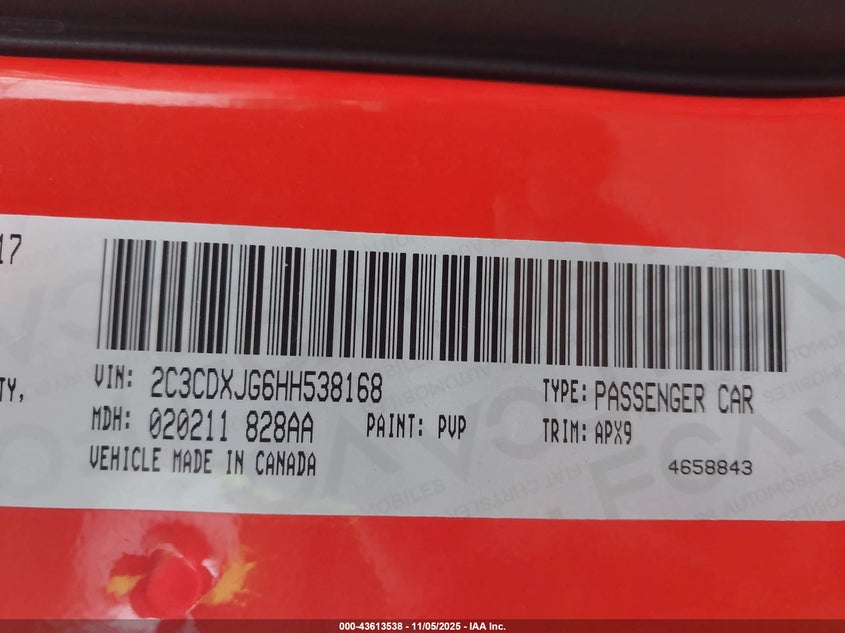 17
TY,
VIN: 2C3CDXJG6HH538168
TYPE: PASSENGER CAR
MDH: 020211 828AA
PAINT: PVP
TRIM: APX9
VEHICLE MADE IN CANADA
4658843
000-43613538 - 11/05/2025 - IAA Inc.